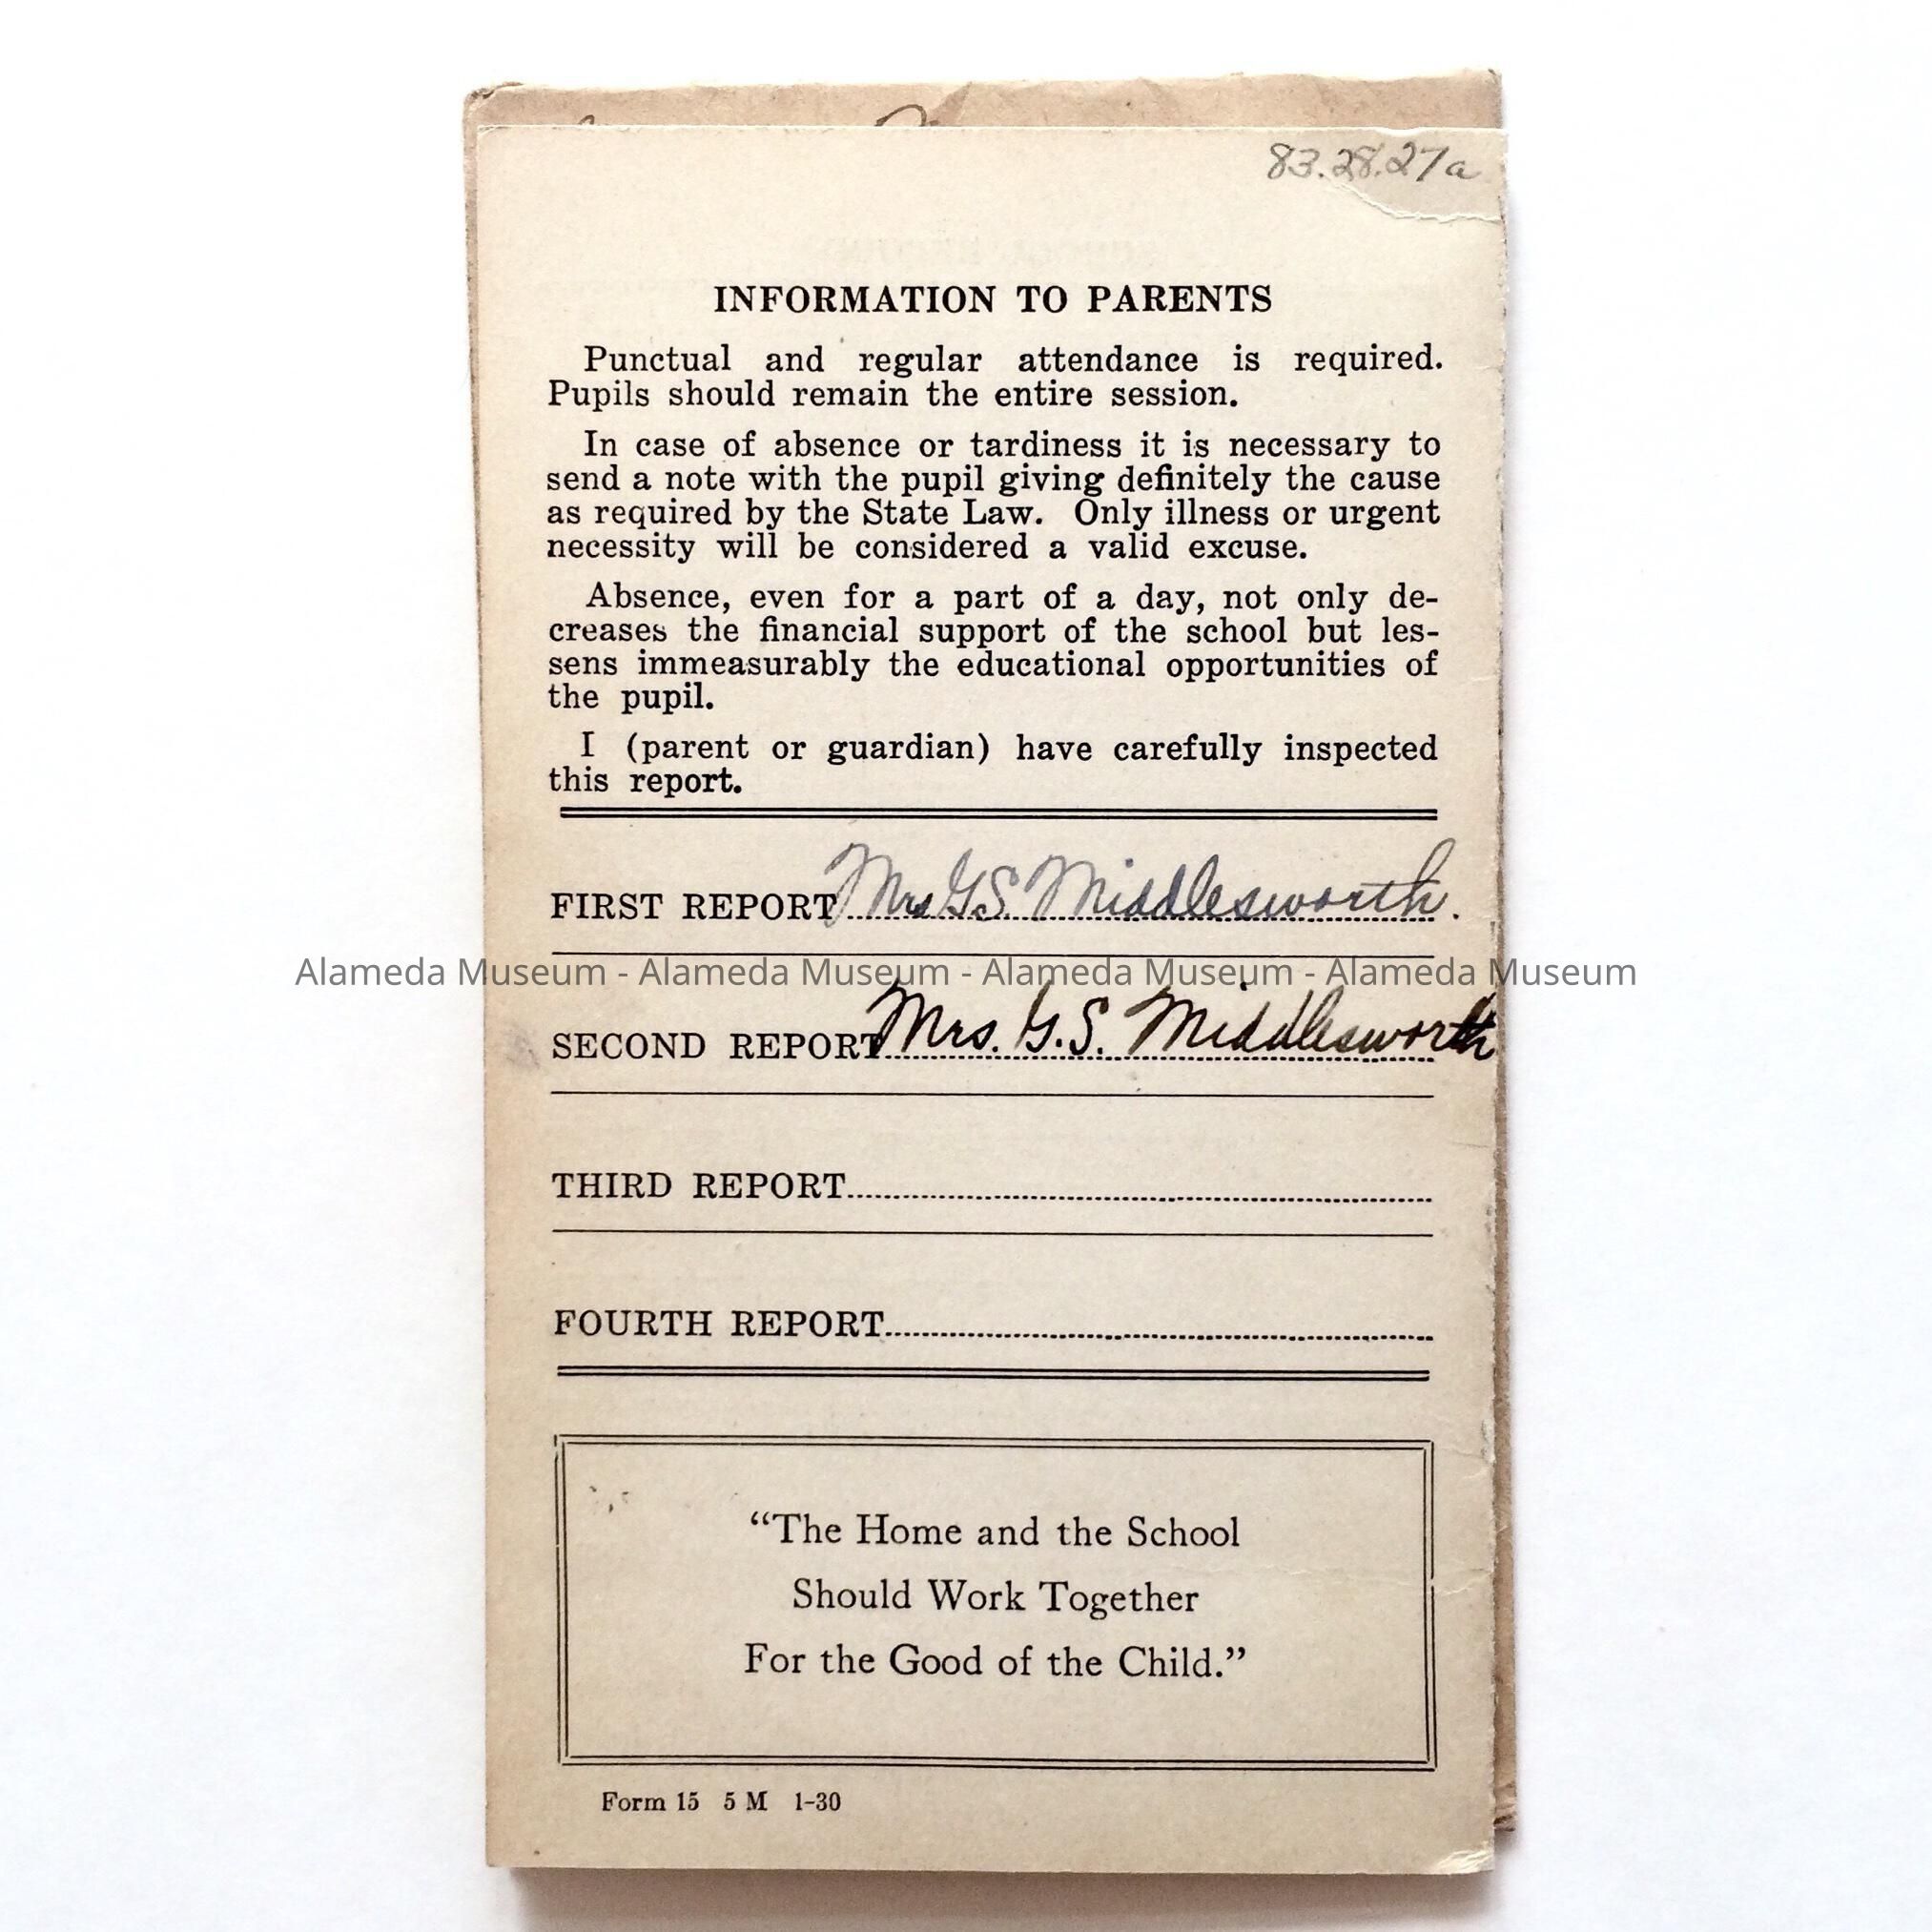 83.28.27a
INFORMATION TO PARENTS
Punctual and regular attendance is required.
Pupils should remain the entire session.
In case of absence or tardiness it is necessary to
send a note with the pupil giving definitely the cause
as required by the State Law. Only illness or urgent
necessity will be considered a valid excuse.
Absence, even for a part of a day, not only de-
creases the financial support of the school but les-
sens immeasurably the educational opportunities of
the pupil.
I (parent or guardian) have carefully inspected
this report.
FIRST REPORT Mrs G.S. Middlesworth.
Alameda Museum - Alameda Museum - Alameda Museum - Alameda Museum
SECOND REPORT Mrs. G.S. Middlesworth
THIRD REPORT
FOURTH REPORT
“The Home and the School
Should Work Together
For the Good of the Child.”
Form 15 5 M 1-30